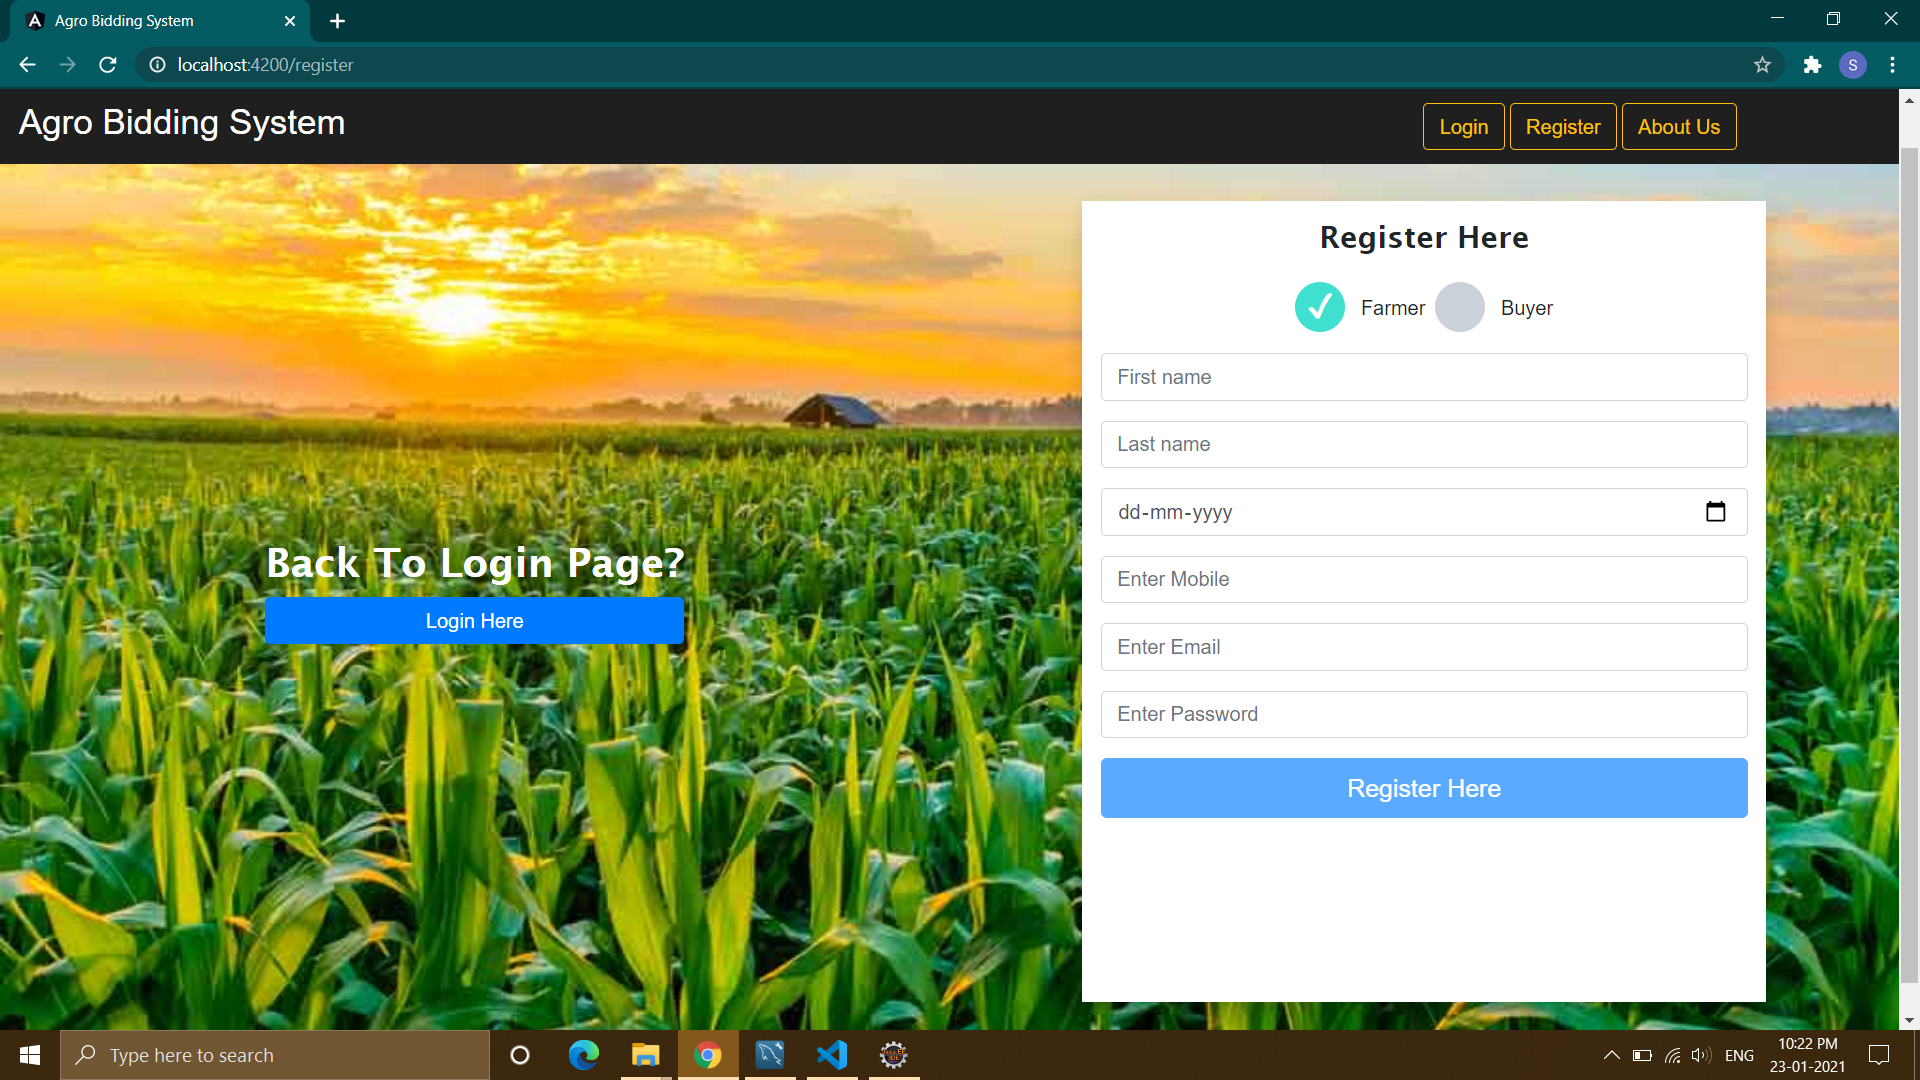 Agro Bidding System
localhost:4200/register
S
Agro Bidding System
Login
Register
About Us
Register Here
Farmer
Buyer
First name
Last name
dd-mm-yyyy
Enter Mobile
Enter Email
Enter Password
Register Here
Back To Login Page?
Login Here
Type here to search
ENG
10:22 PM
23-01-2021